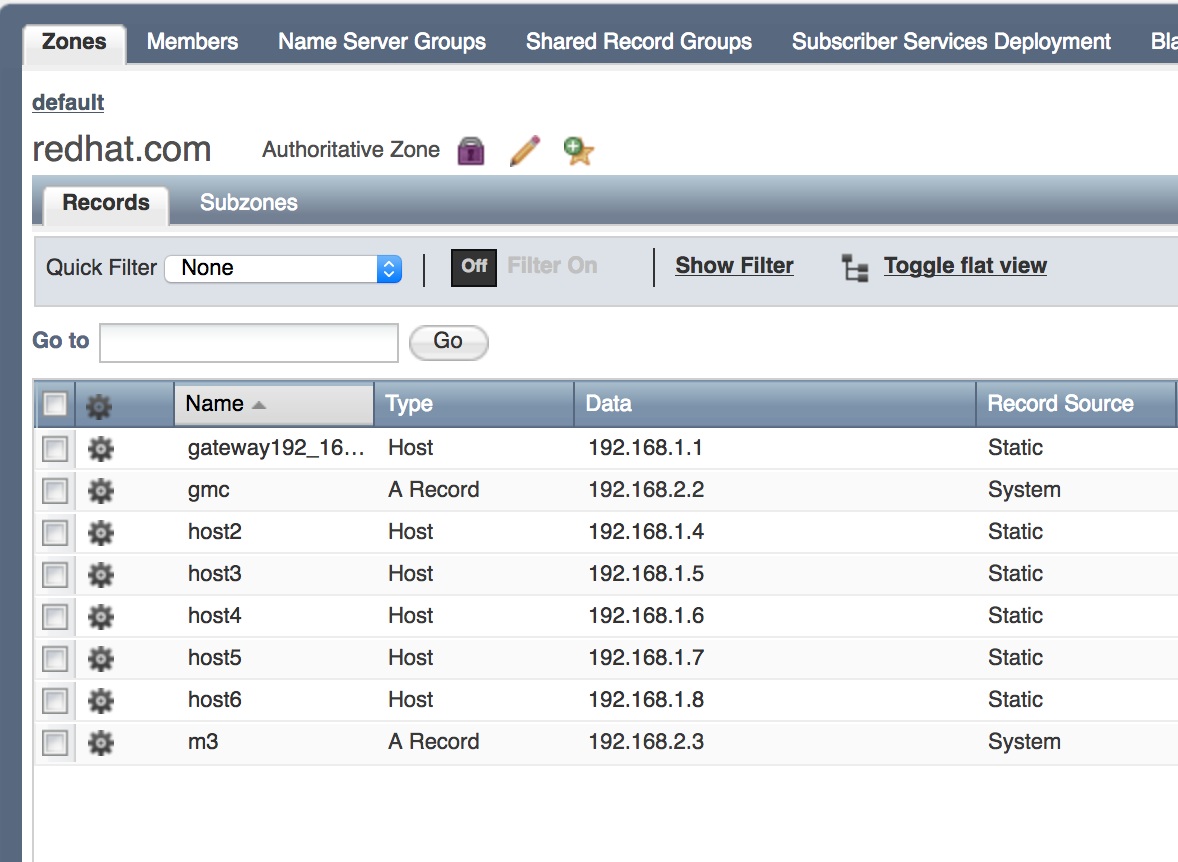 Zones Members Name Server Groups Shared Record Groups Subscriber Services Deployment Bla
default
redhat.com Authoritative Zone
Records Subzones
Quick Filter None Off Filter On Show Filter Toggle flat view
Go to Go
Name Type Data Record Source
gateway192_16... Host 192.168.1.1 Static
gmc A Record 192.168.2.2 System
host2 Host 192.168.1.4 Static
host3 Host 192.168.1.5 Static
host4 Host 192.168.1.6 Static
host5 Host 192.168.1.7 Static
host6 Host 192.168.1.8 Static
m3 A Record 192.168.2.3 System